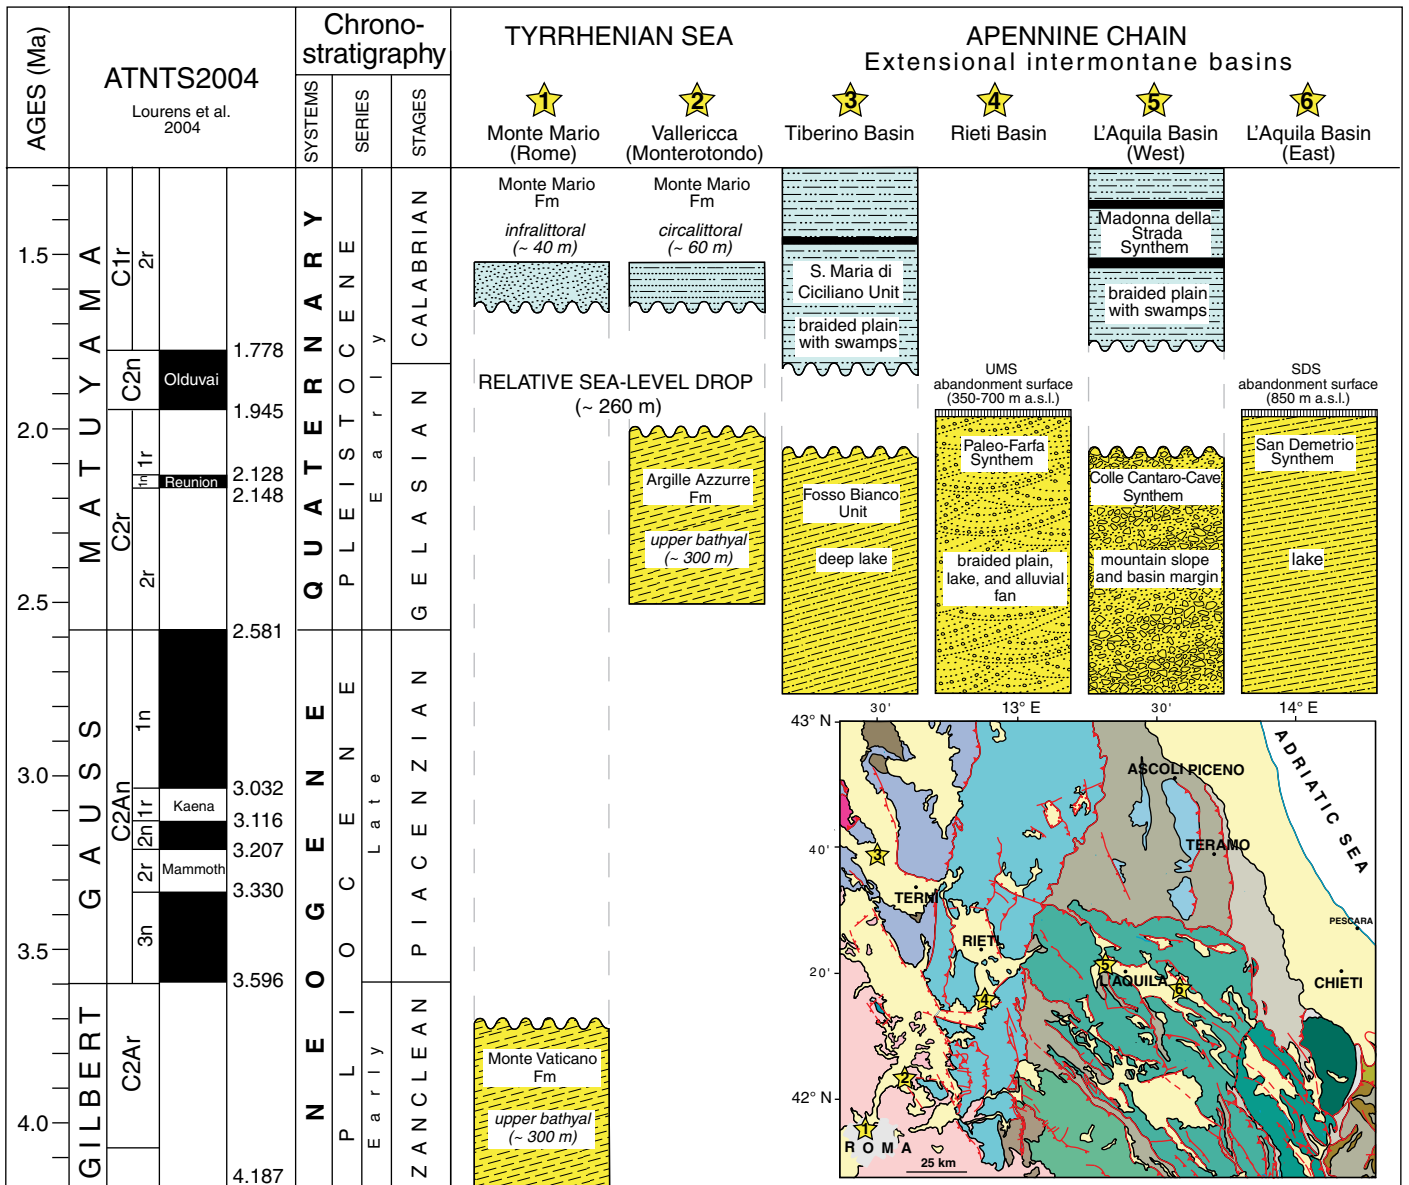 AGES (Ma)
ATNTS2004
Lourens et al.
2004
Chrono-
stratigraphy
SYSTEMS
SERIES
STAGES
TYRRHENIAN SEA
APENNINE CHAIN
Extensional intermontane basins
1
Monte Mario
(Rome)
2
Vallericca
(Monterotondo)
3
Tiberino Basin
4
Rieti Basin
5
L'Aquila Basin
(West)
6
L'Aquila Basin
(East)
1.5
2.0
2.5
3.0
3.5
4.0
MATUYAMA
GAUSS
GILBERT
C1r
C2n
C2r
C2An
C2Ar
2r
1r
1n
2r
1n
1r
2n
2r
3n
Olduvai
Reunion
Kaena
Mammoth
1.778
1.945
2.128
2.148
2.581
3.032
3.116
3.207
3.330
3.596
4.187
QUATERNARY
NEOGENE
PLEISTOCENE
PLIOCENE
Early
Late
Early
CALABRIAN
GELASIAN
PIACENZIAN
ZANCLEAN
Monte Mario
Fm
infralittoral
(~ 40 m)
Monte Mario
Fm
circalittoral
(~ 60 m)
RELATIVE SEA-LEVEL DROP
(~ 260 m)
Argille Azzurre
Fm
upper bathyal
(~ 300 m)
Monte Vaticano
Fm
upper bathyal
(~ 300 m)
S. Maria di
Ciciliano Unit
braided plain
with swamps
Fosso Bianco
Unit
deep lake
UMS
abandonment surface
(350-700 m a.s.l.)
Paleo-Farfa
Synthem
braided plain,
lake, and alluvial
fan
Madonna della
Strada
Synthem
braided plain
with swamps
Colle Cantaro-Cave
Synthem
mountain slope
and basin margin
SDS
abandonment surface
(850 m a.s.l.)
San Demetrio
Synthem
lake
30'
13° E
30'
14° E
43° N
40'
20'
42° N
ADRIATIC SEA
ASCOLI PICENO
TERAMO
PESCARA
CHIETI
TERNI
RIETI
L'AQUILA
ROMA
1
2
3
4
5
6
25 km